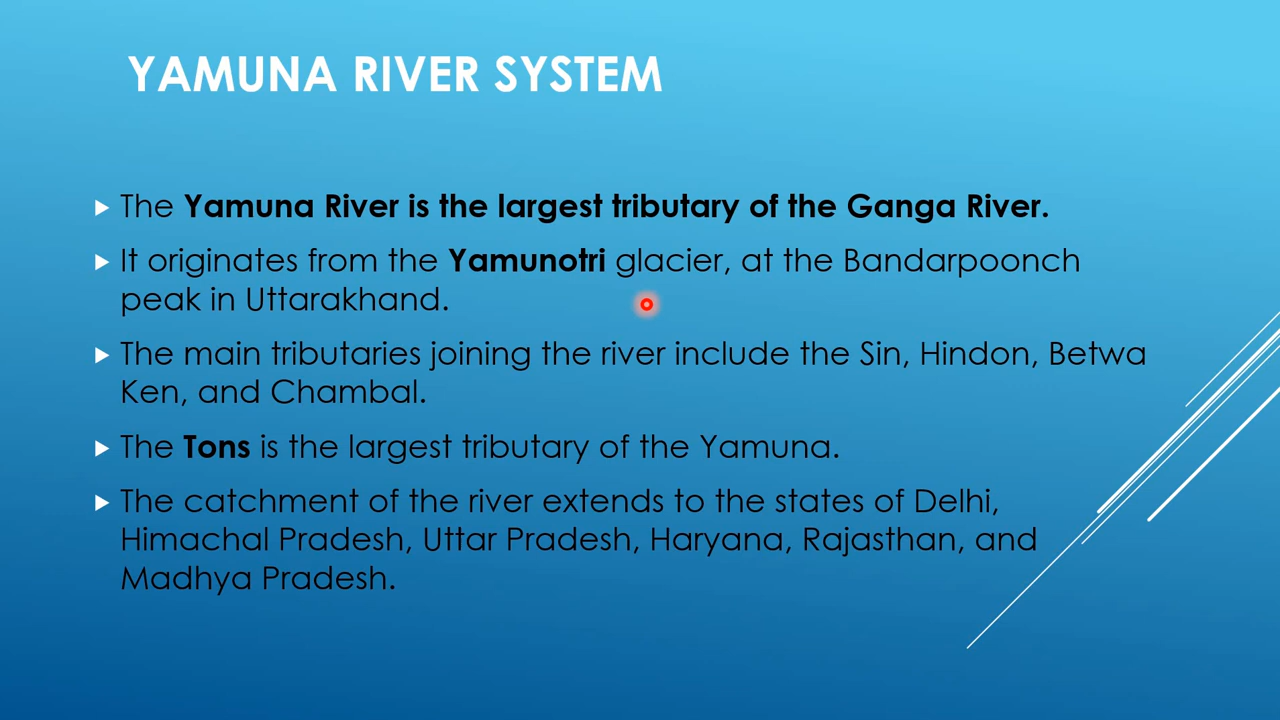 YAMUNA RIVER SYSTEM
The Yamuna River is the largest tributary of the Ganga River.
It originates from the Yamunotri glacier, at the Bandarpoonch
peak in Uttarakhand.
The main tributaries joining the river include the Sin, Hindon, Betwa
Ken, and Chambal.
The Tons is the largest tributary of the Yamuna.
The catchment of the river extends to the states of Delhi,
Himachal Pradesh, Uttar Pradesh, Haryana, Rajasthan, and
Madhya Pradesh.